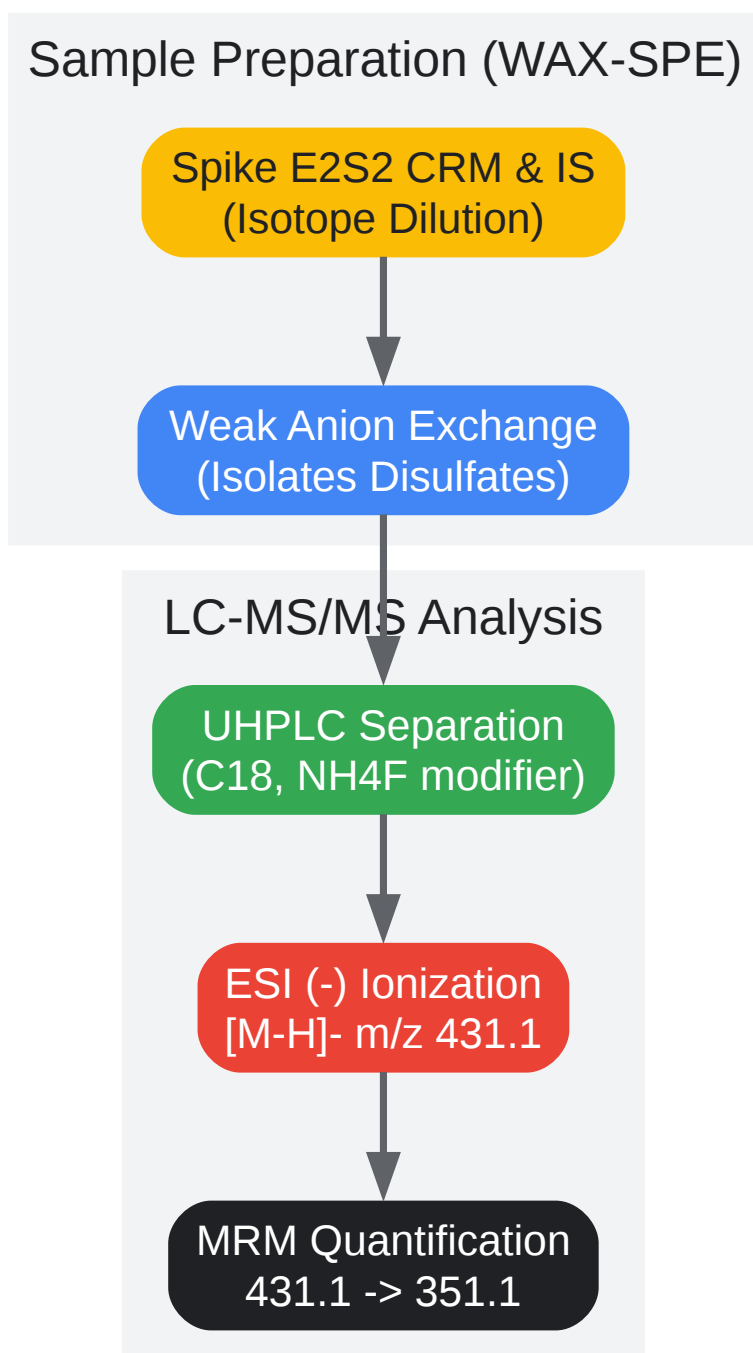 Sample Preparation (WAX-SPE)
Spike E2S2 CRM & IS
(Isotope Dilution)
Weak Anion Exchange
(Isolates Disulfates)
LC-MS/MS Analysis
UHPLC Separation
(C18, NH4F modifier)
ESI (-) Ionization
[M-H]- m/z 431.1
MRM Quantification
431.1 -> 351.1